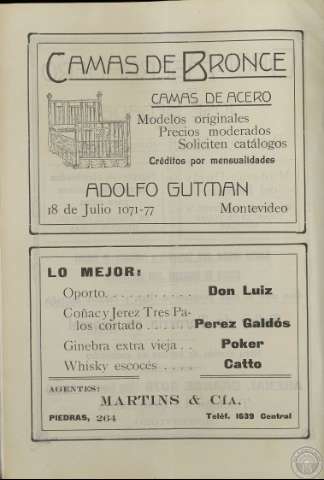 CAMAS DE BRONCE
CAMAS DE ACERO
Modelos originales
Precios moderados
Soliciten catálogos
Créditos por mensualidades
ADOLFO GUTMAN
18 de Julio 1071-77 Montevideo
LO MEJOR:
Oporto. . . . . . . . . . . Don Luiz
Coñac y Jerez Tres Pa-
los cortado . . . . Perez Galdós
Ginebra extra vieja . . Poker
Whisky escocés . . . . Catto
AGENTES:
MARTINS & CÍA.
PIEDRAS, 264 Teléf. 1639 Central